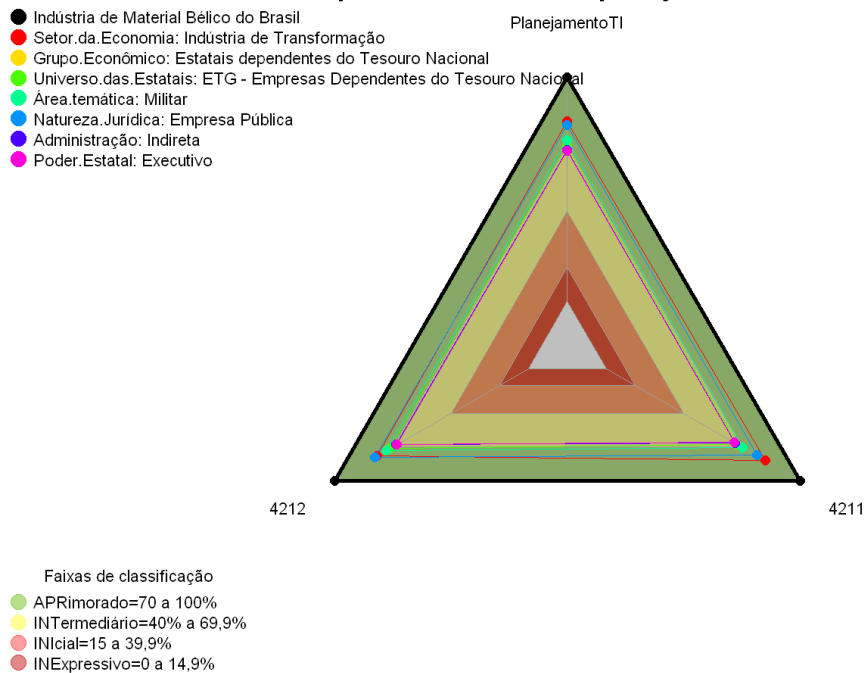 Indústria de Material Bélico do Brasil
Setor.da.Economia: Indústria de Transformação
Grupo.Econômico: Estatais dependentes do Tesouro Nacional
Universo.das.Estatais: ETG - Empresas Dependentes do Tesouro Nacional
Área.temática: Militar
Natureza.Jurídica: Empresa Pública
Administração: Indireta
Poder.Estatal: Executivo
PlanejamentoTI
4212
4211
Faixas de classificação
APRimorado=70 a 100%
INTermediário=40% a 69,9%
INIcial=15 a 39,9%
INExpressivo=0 a 14,9%